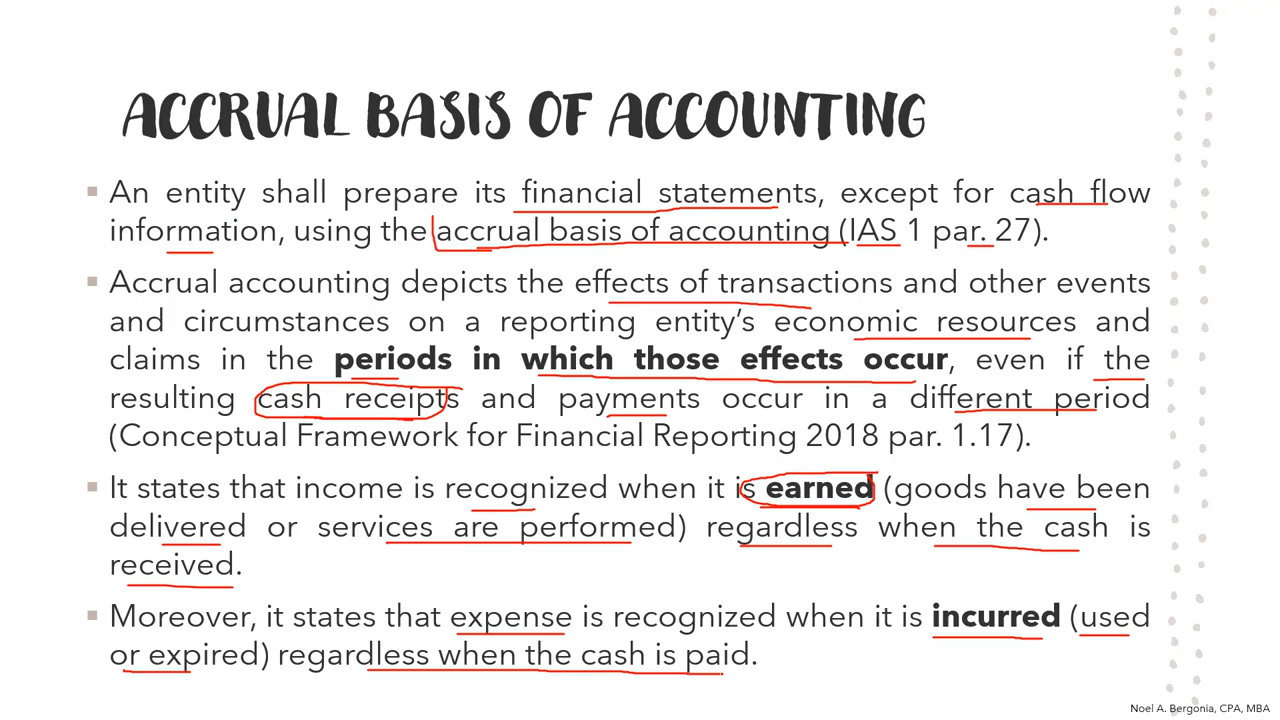 ACCRUAL BASIS OF ACCOUNTING
▪ An entity shall prepare its financial statements, except for cash flow
information, using the accrual basis of accounting (IAS 1 par. 27).
▪ Accrual accounting depicts the effects of transactions and other events
and circumstances on a reporting entity’s economic resources and
claims in the periods in which those effects occur, even if the
resulting cash receipts and payments occur in a different period
(Conceptual Framework for Financial Reporting 2018 par. 1.17).
▪ It states that income is recognized when it is earned (goods have been
delivered or services are performed) regardless when the cash is
received.
▪ Moreover, it states that expense is recognized when it is incurred (used
or expired) regardless when the cash is paid.
Noel A. Bergonia, CPA, MBA